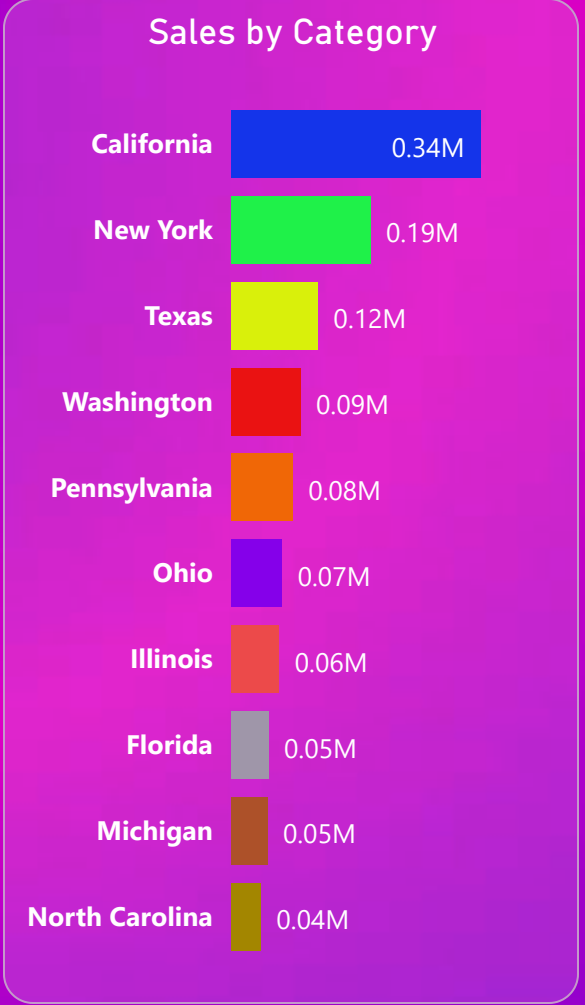 Sales by Category
California 0.34M
New York 0.19M
Texas 0.12M
Washington 0.09M
Pennsylvania 0.08M
Ohio 0.07M
Illinois 0.06M
Florida 0.05M
Michigan 0.05M
North Carolina 0.04M